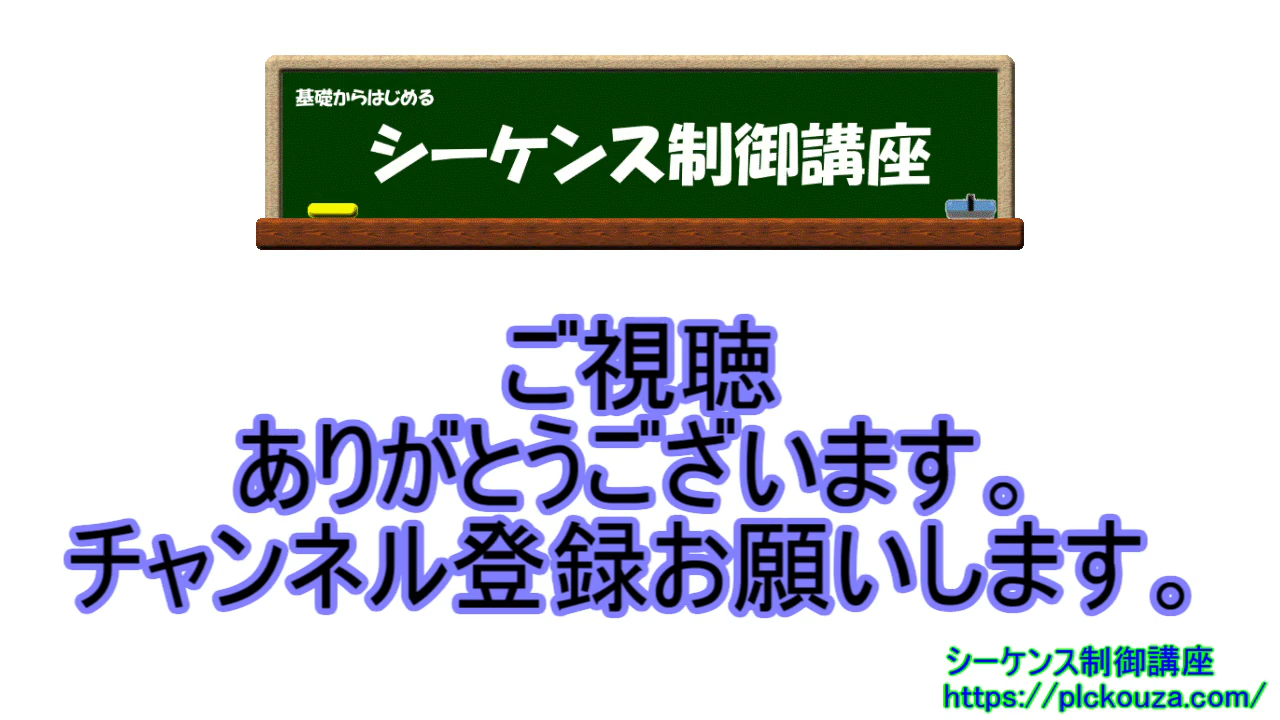 基礎からはじめる
シーケンス制御講座
ご視聴
ありがとうございます。
チャンネル登録お願いします。
シーケンス制御講座
https://plckouza.com/